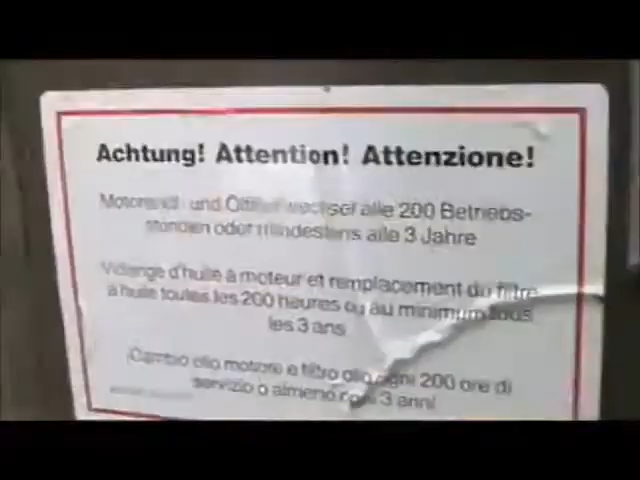 Achtung! Attention! Attenzione!
Motorenöl- und Ölfilterwechsel alle 200 Betriebs-
stunden oder mindestens alle 3 Jahre
Vidange d'huile à moteur et remplacement du filtre
à huile toutes les 200 heures ou au minimum tous
les 3 ans
Cambio olio motore e filtro olio ogni 200 ore di
servizio o almeno ogni 3 anni